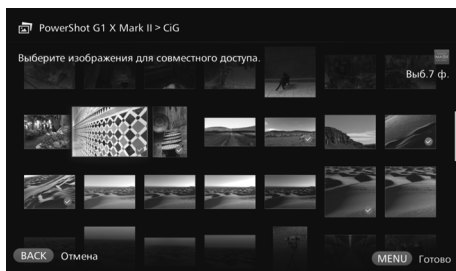 PowerShot G1 X Mark II > CiG
Выберите изображения для совместного доступа.
Выб.7 ф.
BACK Отмена
MENU Готово